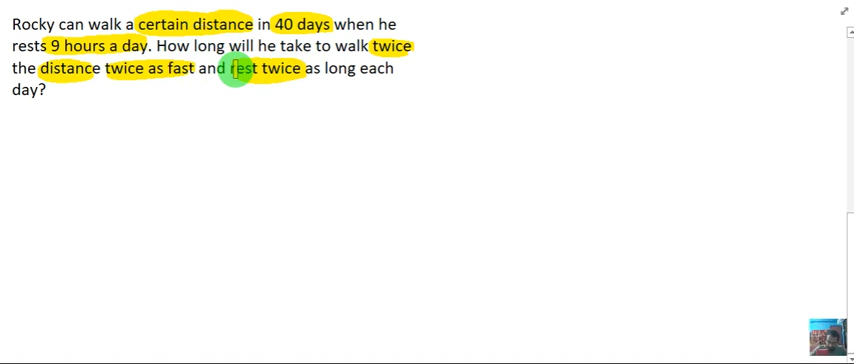 Rocky can walk a certain distance in 40 days when he
rests 9 hours a day. How long will he take to walk twice
the distance twice as fast and rest twice as long each
day?